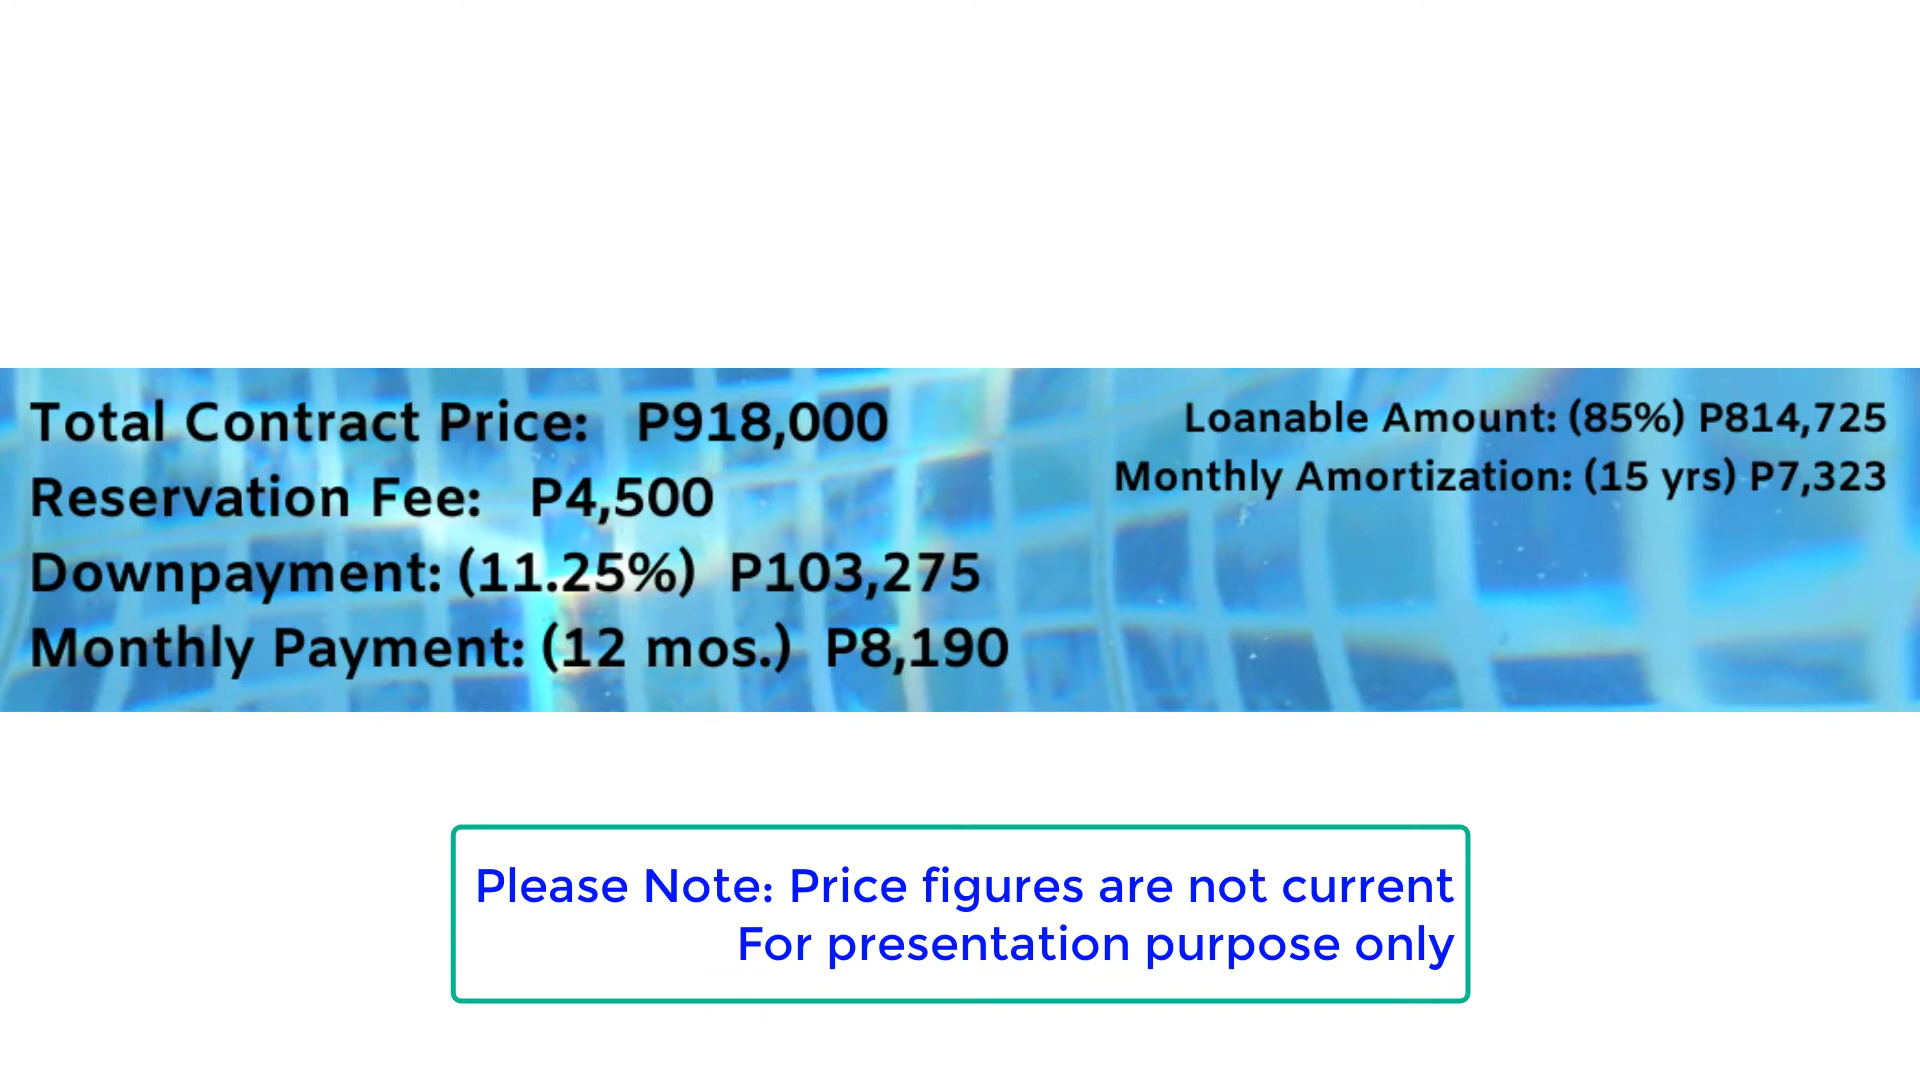 Total Contract Price: P918,000
Reservation Fee: P4,500
Downpayment: (11.25%) P103,275
Monthly Payment: (12 mos.) P8,190
Loanable Amount: (85%) P814,725
Monthly Amortization: (15 yrs) P7,323
Please Note: Price figures are not current
For presentation purpose only